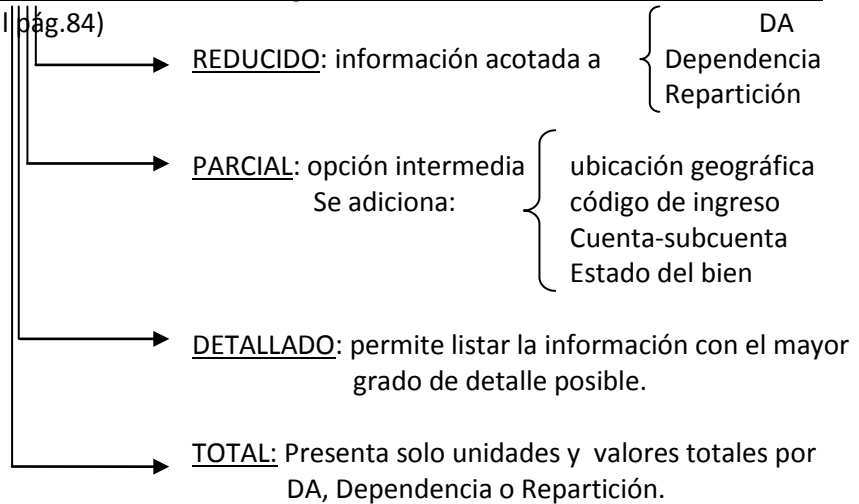 l pág.84)
DA
REDUCIDO: información acotada a Dependencia
Repartición
PARCIAL: opción intermedia ubicación geográfica
Se adiciona: código de ingreso
Cuenta-subcuenta
Estado del bien
DETALLADO: permite listar la información con el mayor
grado de detalle posible.
TOTAL: Presenta solo unidades y valores totales por
DA, Dependencia o Repartición.